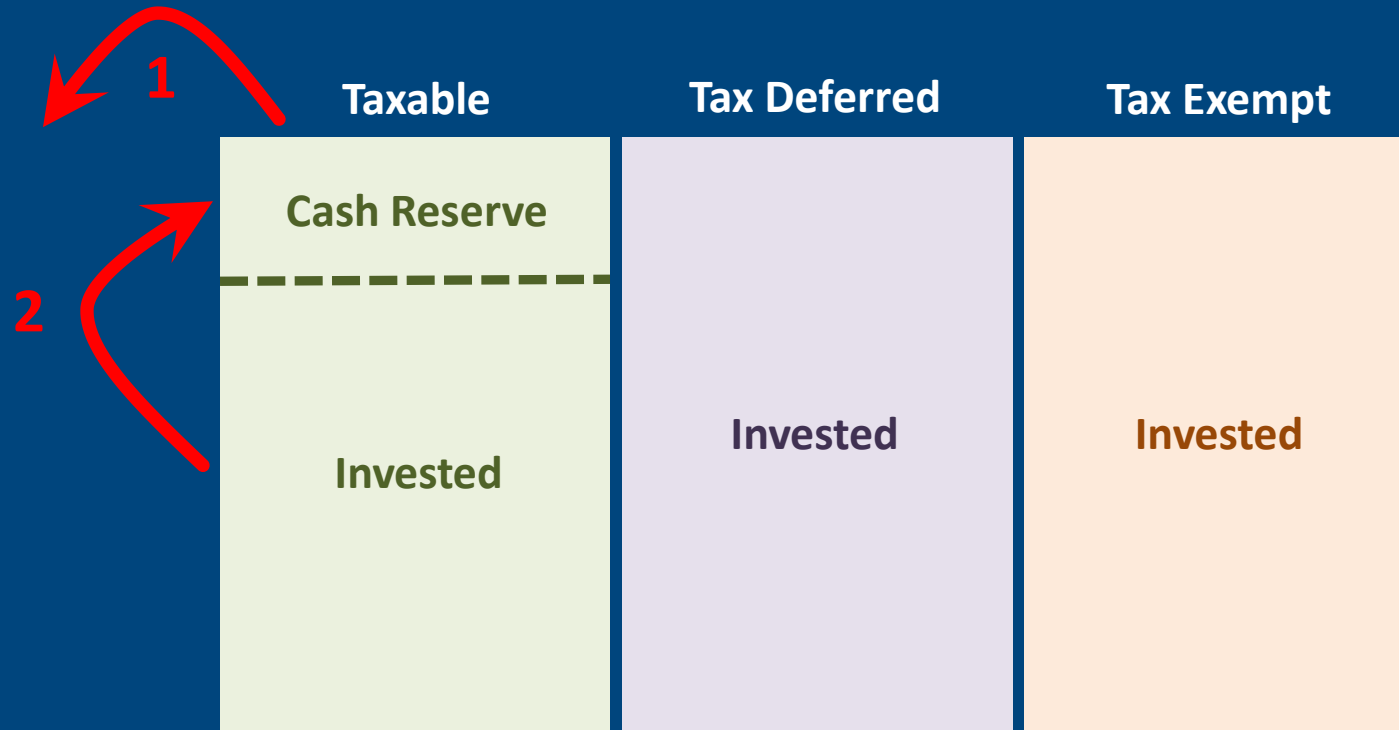 1
Taxable
Tax Deferred
Tax Exempt
Cash Reserve
2
Invested
Invested
Invested